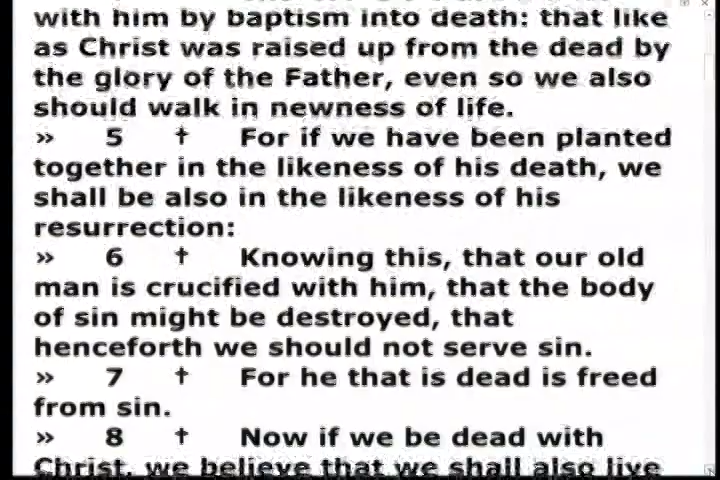 with him by baptism into death: that like
as Christ was raised up from the dead by
the glory of the Father, even so we also
should walk in newness of life.
» 5 † For if we have been planted
together in the likeness of his death, we
shall be also in the likeness of his
resurrection:
» 6 † Knowing this, that our old
man is crucified with him, that the body
of sin might be destroyed, that
henceforth we should not serve sin.
» 7 † For he that is dead is freed
from sin.
» 8 † Now if we be dead with
Christ, we believe that we shall also live